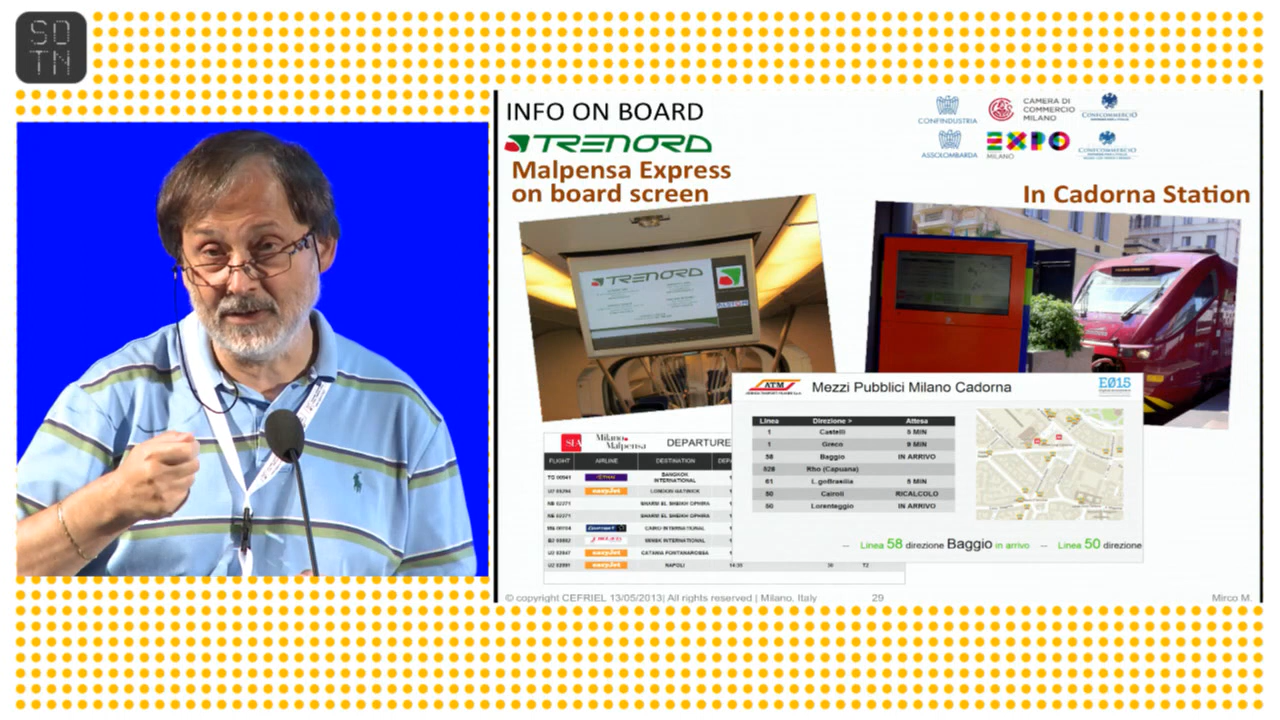 SD
TN
INFO ON BOARD
TRENORD
Malpensa Express
on board screen
CONFINDUSTRIA
CAMERA DI
COMMERCIO
MILANO
CONFCOMMERCIO
ASSOLOMBARDA
EXPO
MILANO
CONFCOMMERCIO
In Cadorna Station
TRENORD
ATM
Mezzi Pubblici Milano Cadorna
EØ15
Linea Direzione > Attesa
1 Castelli 5 MIN
1 Greco 9 MIN
58 Baggio IN ARRIVO
528 Rho (Capuana)
61 L.goBrasilia 5 MIN
50 Cairoli RICALCOLO
50 Lorenteggio IN ARRIVO
-- Linea 58 direzione Baggio in arrivo -- Linea 50 direzione
SEA Milano Malpensa DEPARTURE
FLIGHT AIRLINE DESTINATION
BANGKOK INTERNATIONAL
easyJet LONDON GATWICK
SHARM EL SHEIKH OPHIRA
SHARM EL SHEIKH OPHIRA
CAIRO INTERNATIONAL
MINSK INTERNATIONAL
easyJet CATANIA FONTANAROSSA
easyJet NAPOLI 14:30 T2
© copyright CEFRIEL 13/05/2013| All rights reserved | Milano. Italy
29
Mirco M.